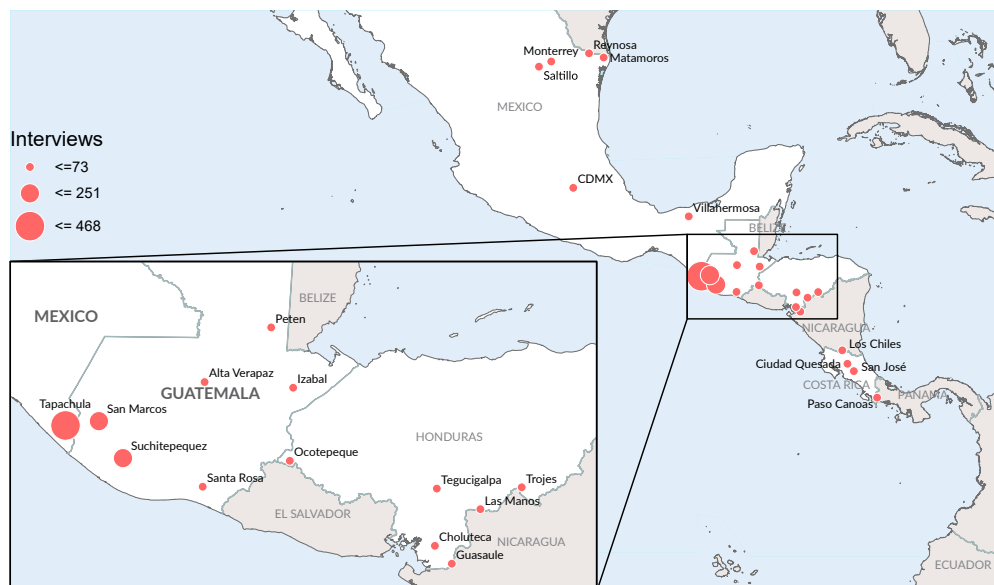 Monterrey
Reynosa
Matamoros
Saltillo
MEXICO
Interviews
<=73
<= 251
<= 468
CDMX
Villahermosa
BELIZE
NICARAGUA
Los Chiles
Ciudad Quesada
San José
COSTA RICA
PANAMA
Paso Canoas
ECUADOR
MEXICO
BELIZE
Peten
Alta Verapaz
Izabal
GUATEMALA
Tapachula
San Marcos
Suchitepequez
HONDURAS
Ocotepeque
Santa Rosa
Tegucigalpa
Trojes
Las Manos
EL SALVADOR
Choluteca
NICARAGUA
Guasaule